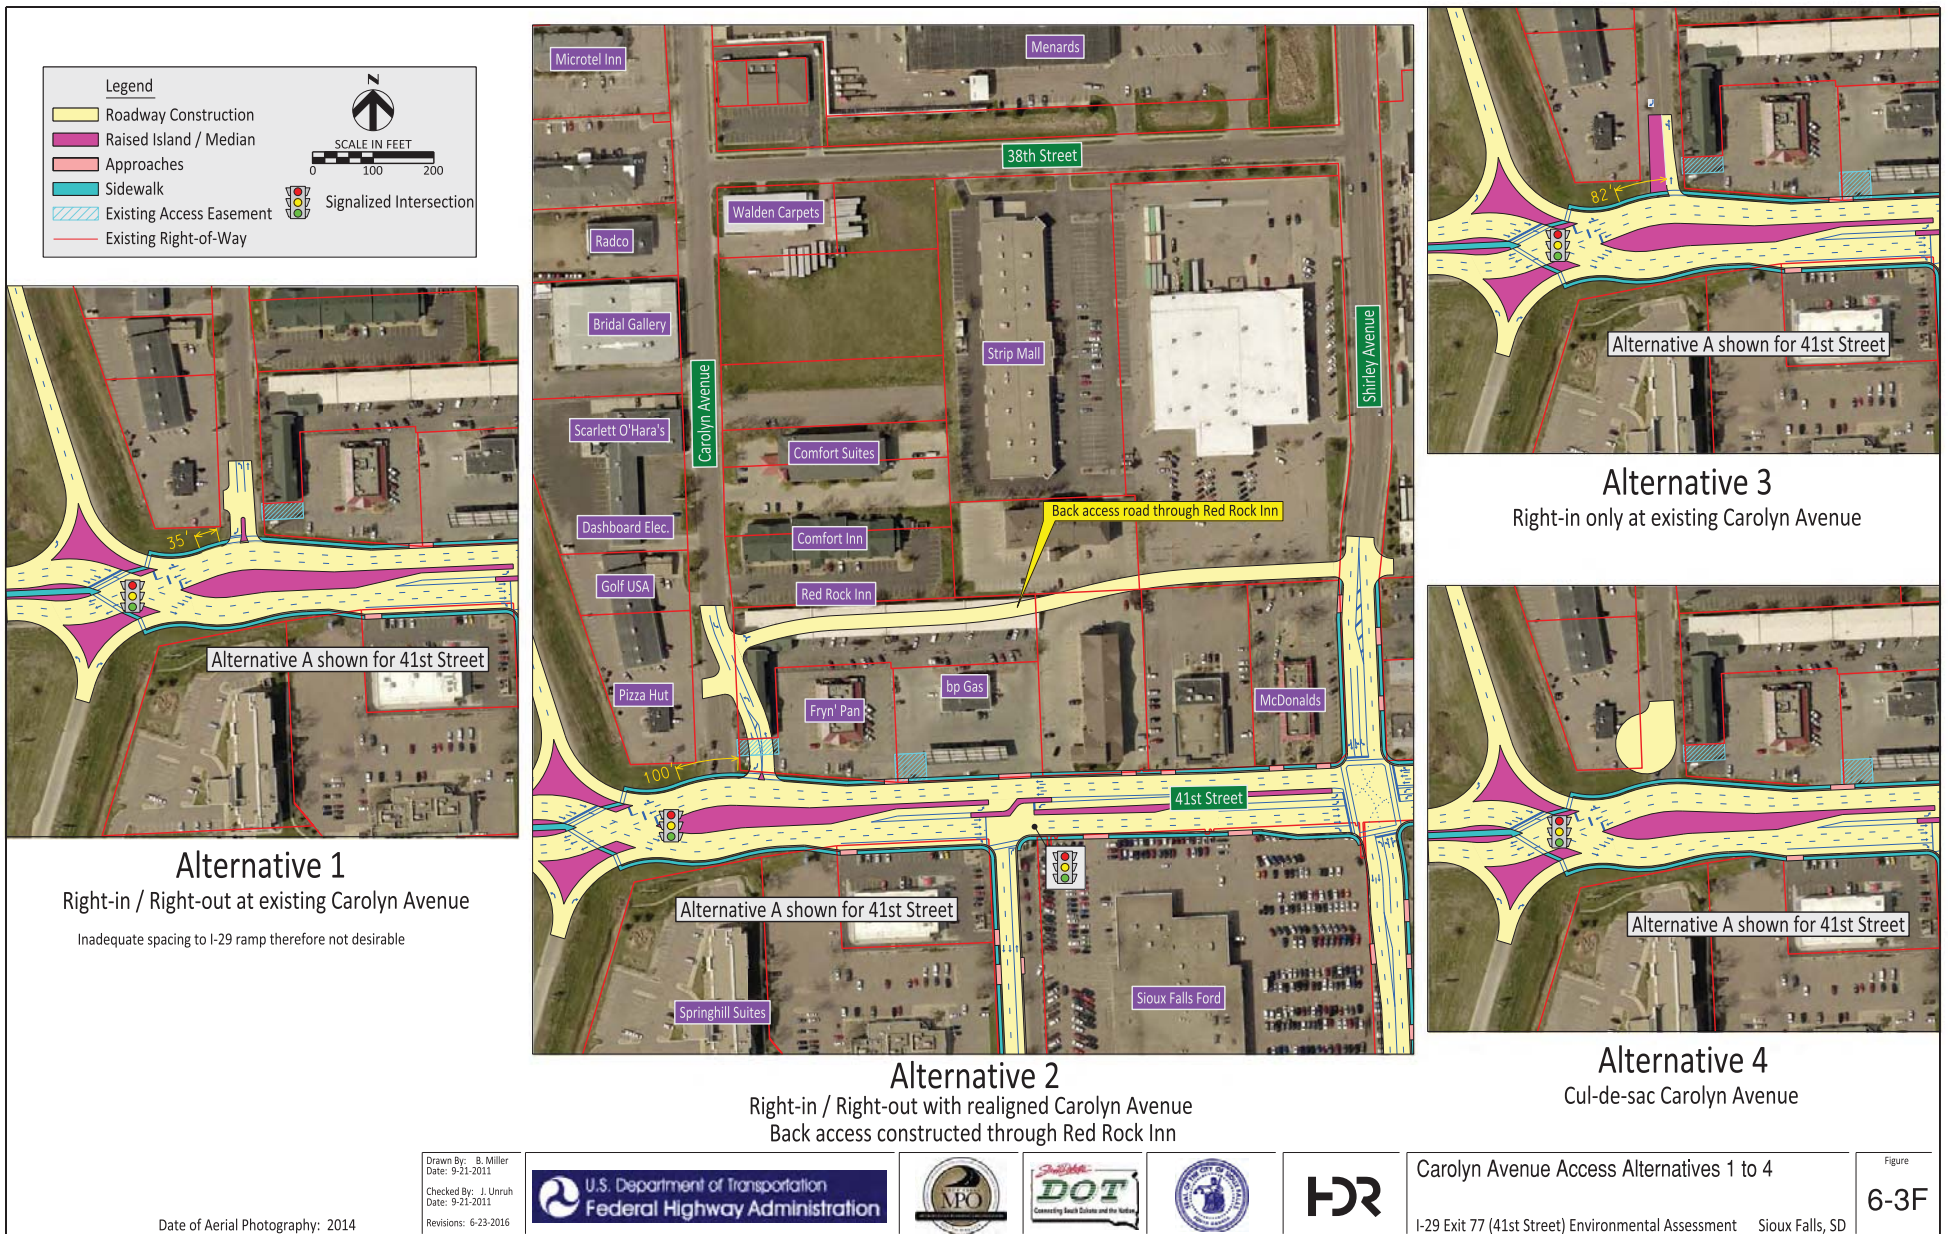 Legend
Roadway Construction
Raised Island / Median
Approaches
Sidewalk
Existing Access Easement
Existing Right-of-Way
N
SCALE IN FEET
0 100 200
Signalized Intersection
35'
Alternative A shown for 41st Street
Alternative 1
Right-in / Right-out at existing Carolyn Avenue
Inadequate spacing to I-29 ramp therefore not desirable
Microtel Inn
Menards
38th Street
Walden Carpets
Radco
Bridal Gallery
Strip Mall
Shirley Avenue
Carolyn Avenue
Scarlett O'Hara's
Comfort Suites
Back access road through Red Rock Inn
Dashboard Elec.
Comfort Inn
Golf USA
Red Rock Inn
Pizza Hut
Fryn' Pan
bp Gas
McDonalds
100'
41st Street
Alternative A shown for 41st Street
Springhill Suites
Sioux Falls Ford
Alternative 2
Right-in / Right-out with realigned Carolyn Avenue
Back access constructed through Red Rock Inn
82'
Alternative A shown for 41st Street
Alternative 3
Right-in only at existing Carolyn Avenue
Alternative A shown for 41st Street
Alternative 4
Cul-de-sac Carolyn Avenue
Date of Aerial Photography: 2014
Drawn By: B. Miller
Date: 9-21-2011
Checked By: J. Unruh
Date: 9-21-2011
Revisions: 6-23-2016
U.S. Department of Transportation
Federal Highway Administration
MPO
South Dakota
DOT
Connecting South Dakota and the Nation
HDR
Carolyn Avenue Access Alternatives 1 to 4
I-29 Exit 77 (41st Street) Environmental Assessment Sioux Falls, SD
Figure
6-3F